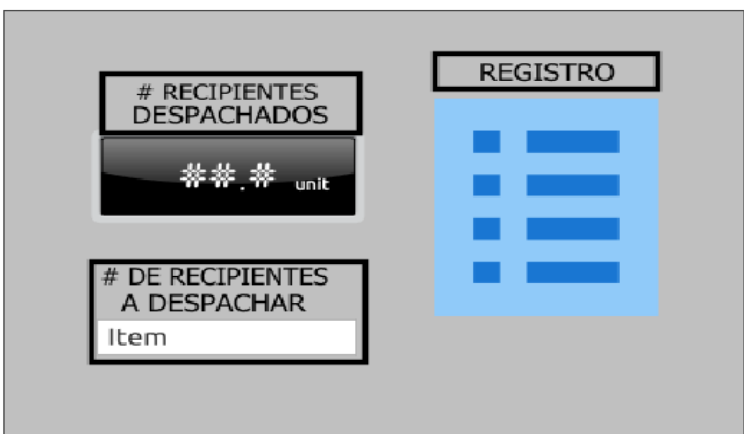 # RECIPIENTES
DESPACHADOS
##.# unit
# DE RECIPIENTES
A DESPACHAR
Item
REGISTRO